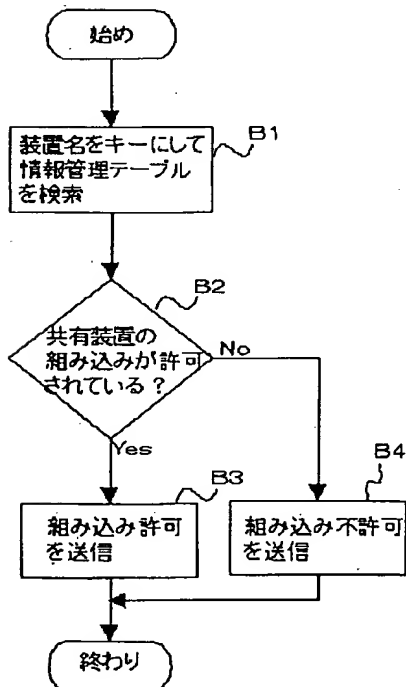 始め
B1
装置名をキーにして
情報管理テーブル
を検索
B2
共有装置の
組み込みが許可
されている？
No
Yes
B3
組み込み許可
を送信
B4
組み込み不許可
を送信
終わり